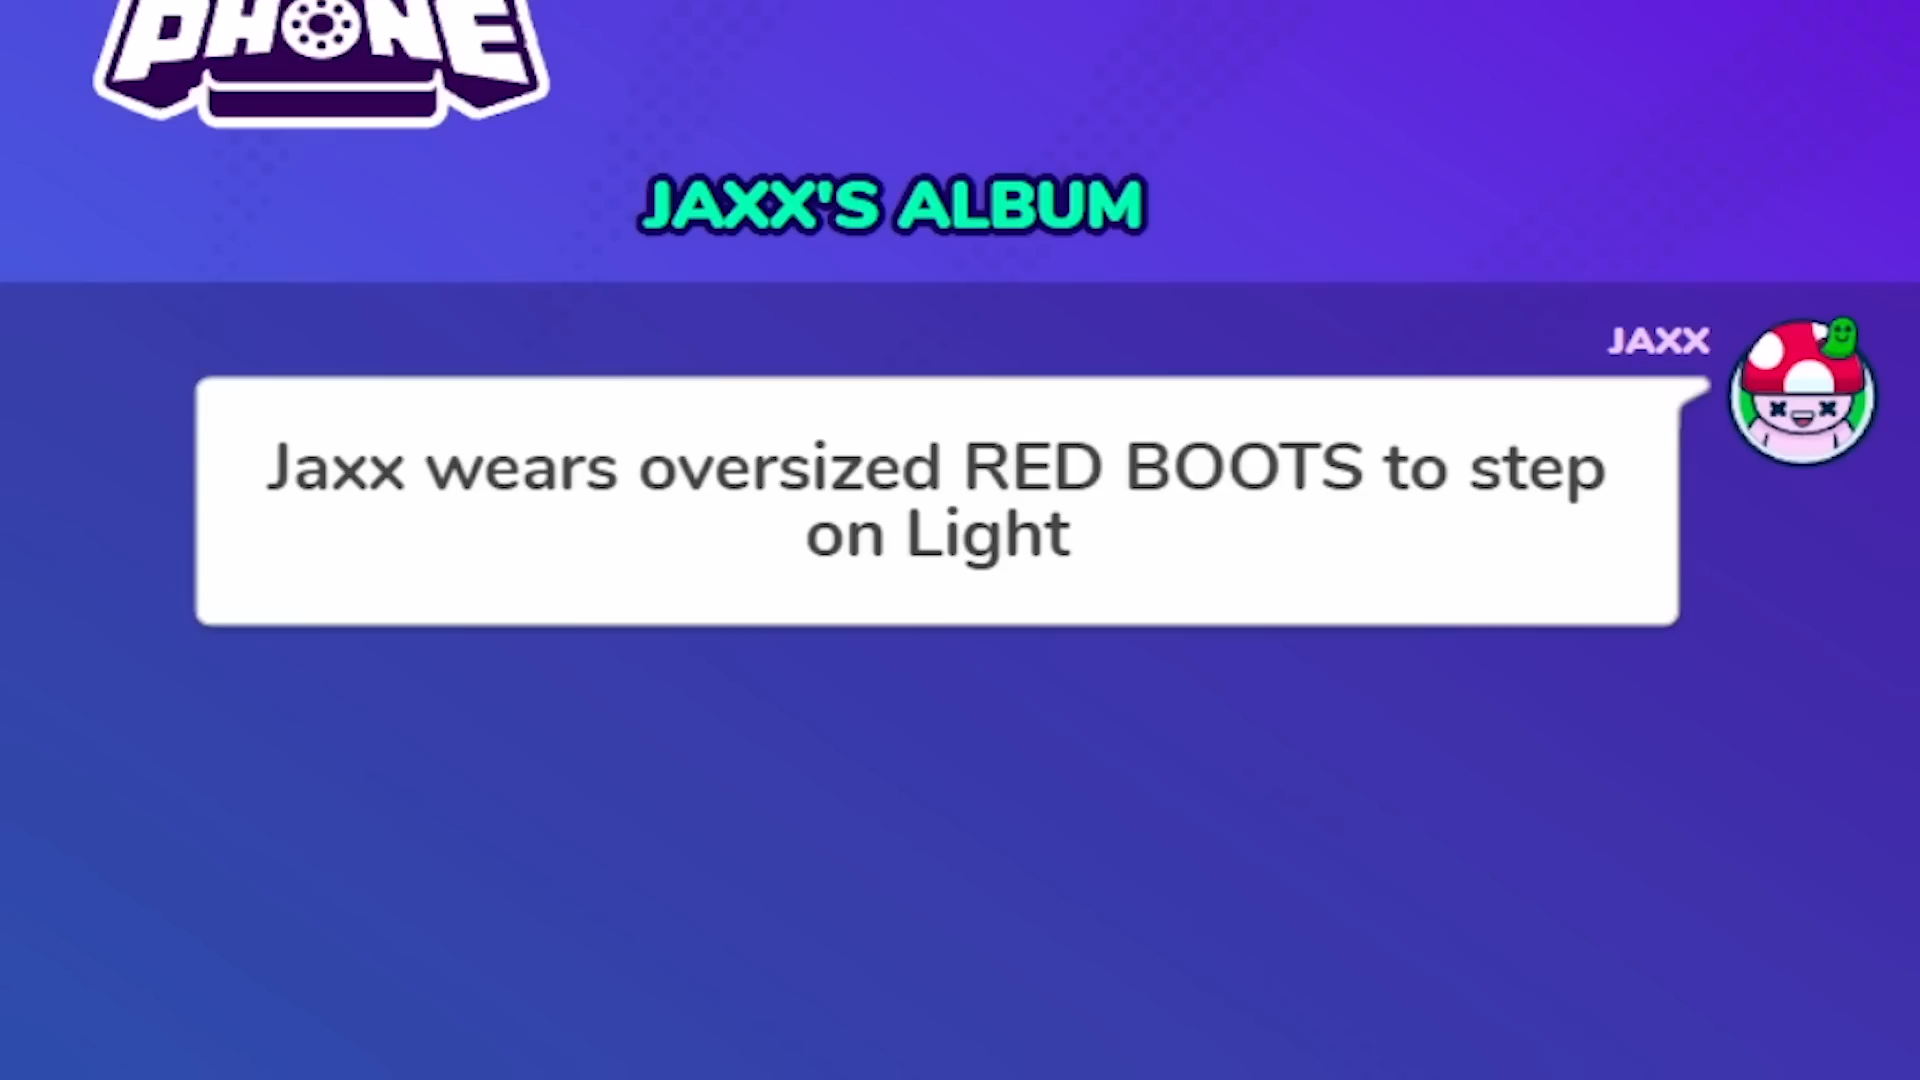 PHONE
JAXX'S ALBUM
JAXX
Jaxx wears oversized RED BOOTS to step
on Light